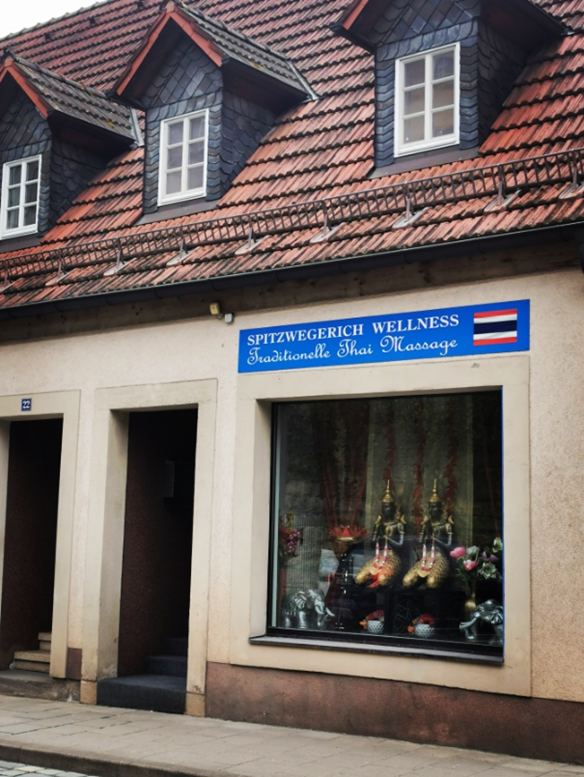 SPITZWEGERICH WELLNESS
Traditionelle Thai Massage
22